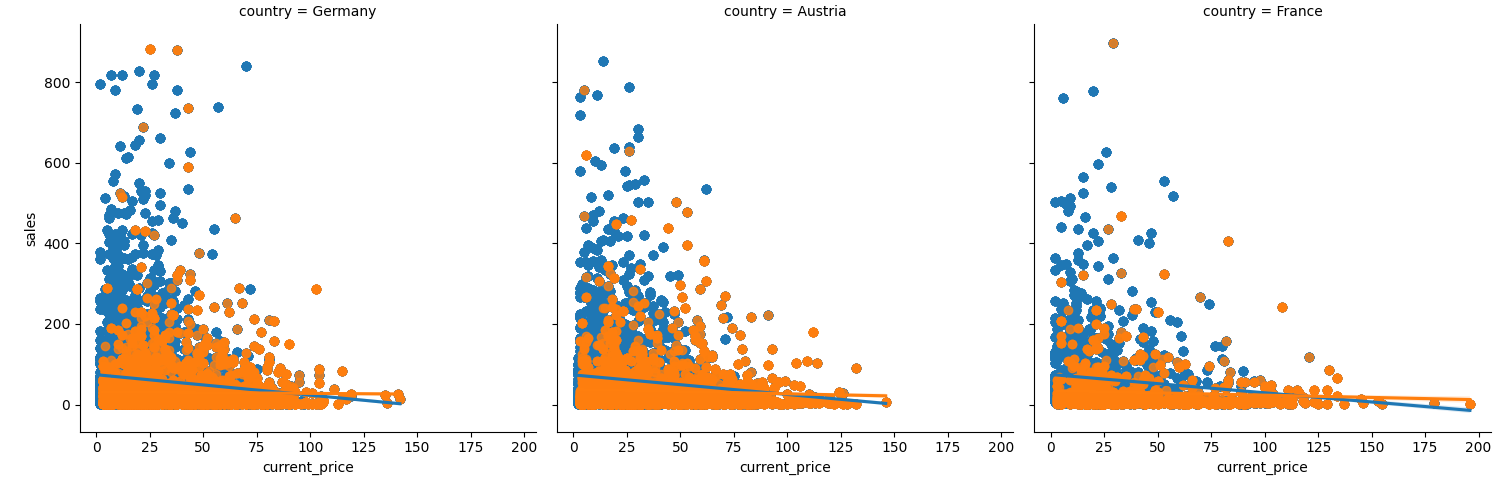 country = Germany
country = Austria
country = France
800
600
400
200
0
sales
0 25 50 75 100 125 150 175 200
0 25 50 75 100 125 150 175 200
0 25 50 75 100 125 150 175 200
current_price
current_price
current_price